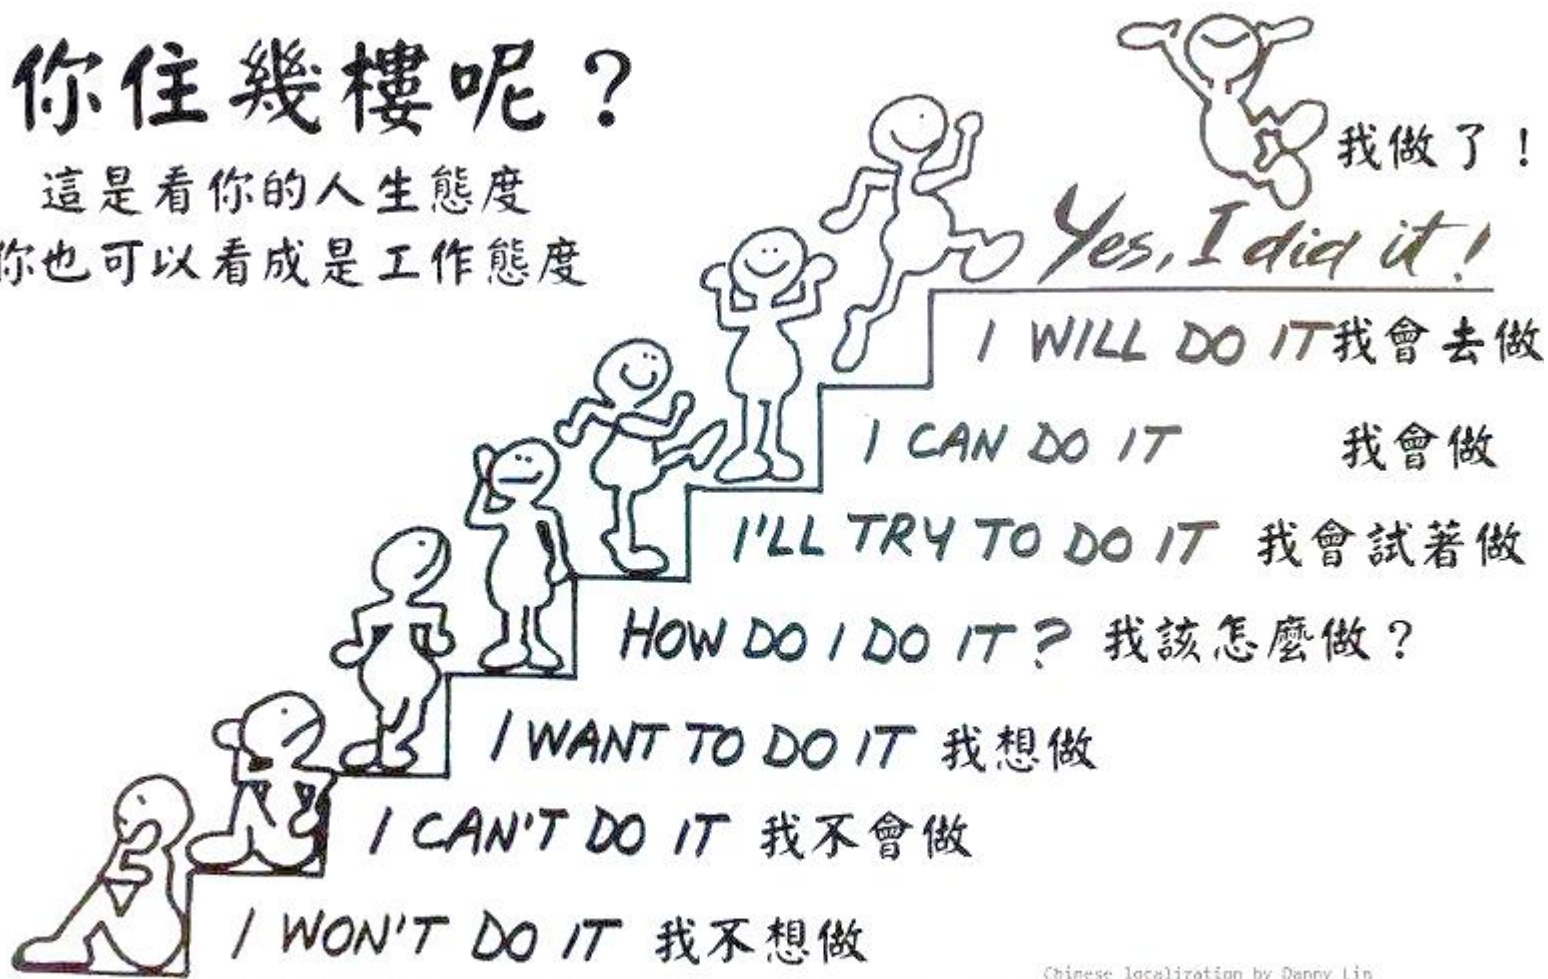 你住幾樓呢？
這是看你的人生態度
你也可以看成是工作態度
我做了！
Yes, I did it!
I WILL DO IT 我會去做
I CAN DO IT 我會做
I'LL TRY TO DO IT 我會試著做
HOW DO I DO IT? 我該怎麼做？
I WANT TO DO IT 我想做
I CAN'T DO IT 我不會做
I WON'T DO IT 我不想做
Chinese localization by Danny Lin